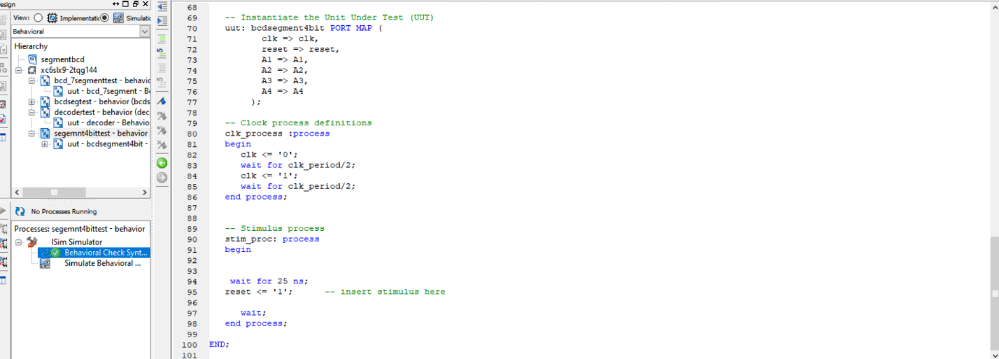 esign
View: Implementatic Simulatic
Behavioral
Hierarchy
segmentbcd
xc6slx9-2tqg144
bcd_7segmenttest - behavic
uut - bcd_7segment - Be
bcdsegtest - behavior (bcds
decodertest - behavior (dec
uut - decoder - Behavio
segemnt4bittest - behavior
uut - bcdsegment4bit -
No Processes Running
Processes: segemnt4bittest - behavior
ISim Simulator
Behavioral Check Synt...
Simulate Behavioral ...
68
69 -- Instantiate the Unit Under Test (UUT)
70 uut: bcdsegment4bit PORT MAP (
71 clk => clk,
72 reset => reset,
73 A1 => A1,
74 A2 => A2,
75 A3 => A3,
76 A4 => A4
77 );
78
79 -- Clock process definitions
80 clk_process :process
81 begin
82 clk <= '0';
83 wait for clk_period/2;
84 clk <= '1';
85 wait for clk_period/2;
86 end process;
87
88
89 -- Stimulus process
90 stim_proc: process
91 begin
92
93
94 wait for 25 ns;
95 reset <= '1'; -- insert stimulus here
96
97 wait;
98 end process;
99
100 END;
101